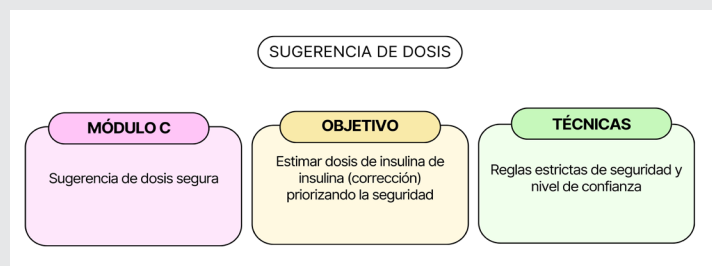 SUGERENCIA DE DOSIS
MÓDULO C
Sugerencia de dosis segura
OBJETIVO
Estimar dosis de insulina de
insulina (corrección)
priorizando la seguridad
TÉCNICAS
Reglas estrictas de seguridad y
nivel de confianza